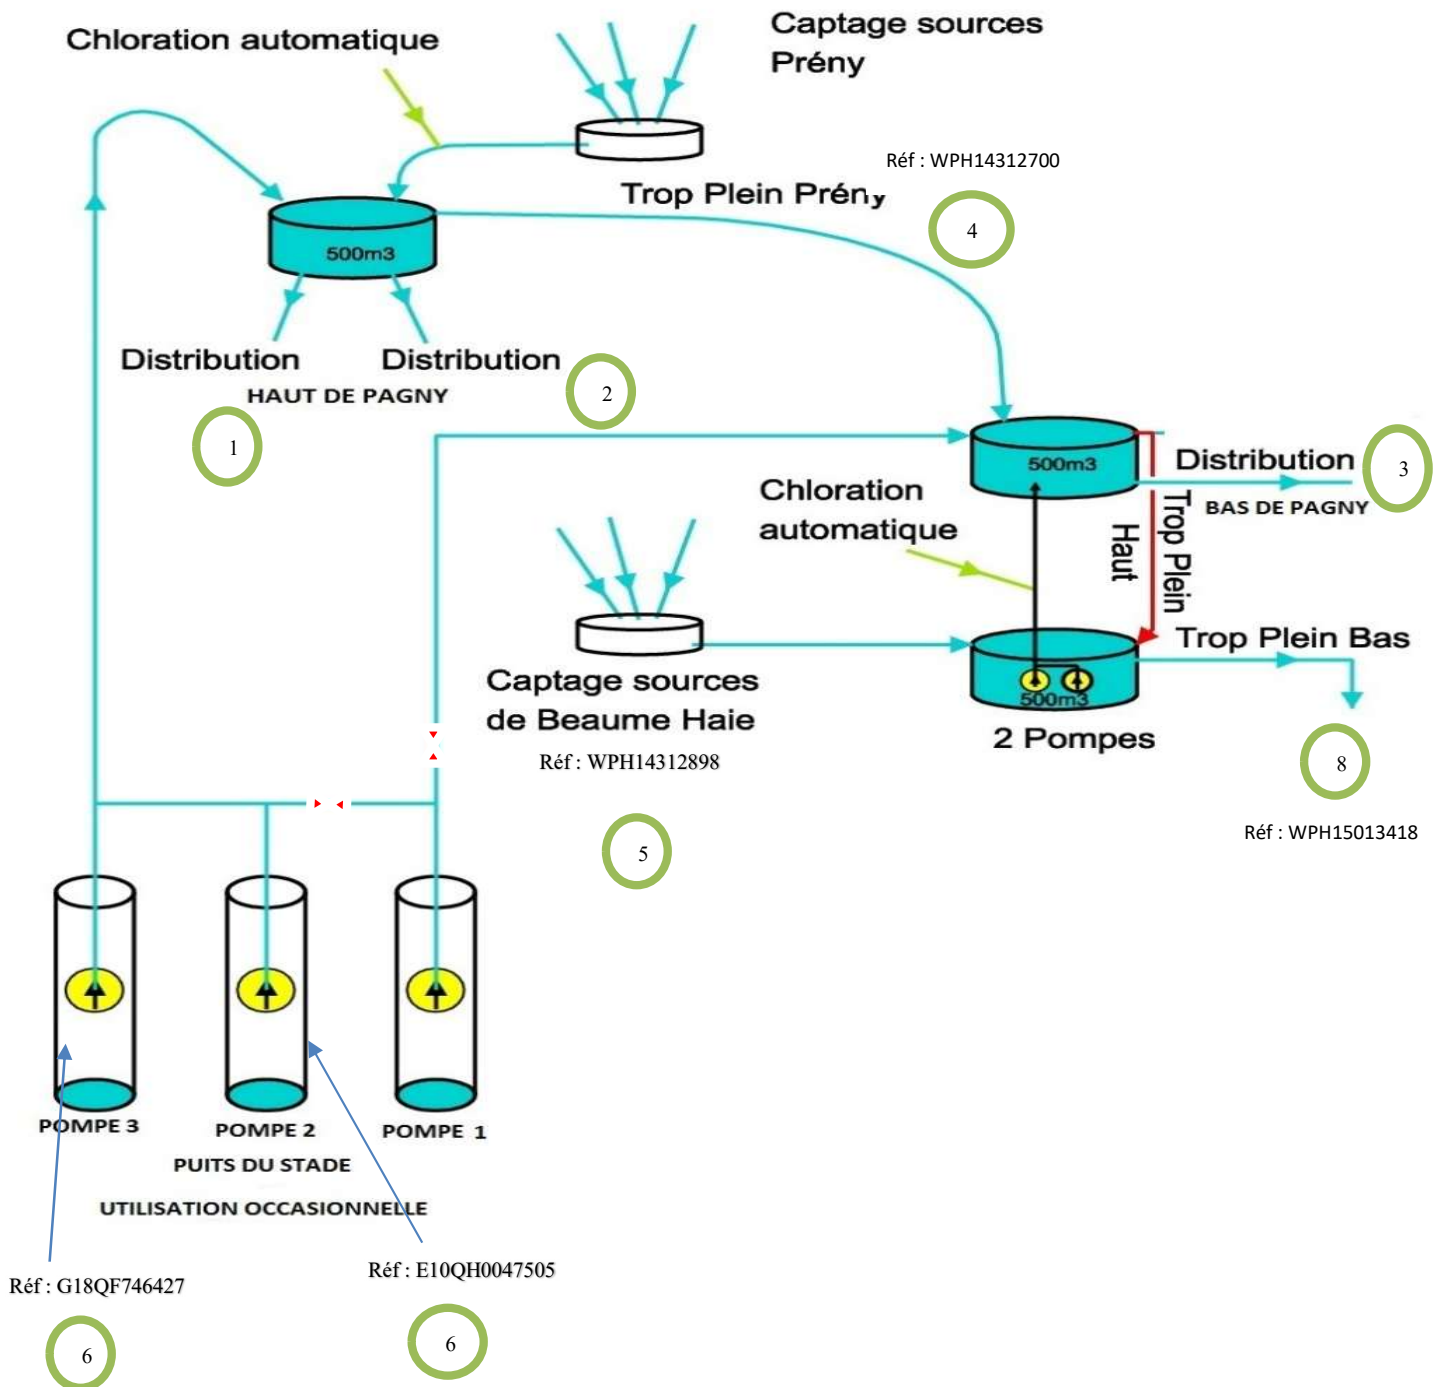 Chloration automatique
Captage sources
Prény
Réf : WPH14312700
Trop Plein Prény
4
500m3
Distribution
Distribution
HAUT DE PAGNY
2
1
500m3
Distribution
3
BAS DE PAGNY
Chloration
automatique
Trop Plein
Haut
Trop Plein Bas
Captage sources
de Beaume Haie
Réf : WPH14312898
500m3
2 Pompes
8
Réf : WPH15013418
5
POMPE 3
POMPE 2
POMPE 1
PUITS DU STADE
UTILISATION OCCASIONNELLE
Réf : G18QF746427
Réf : E10QH0047505
6
6